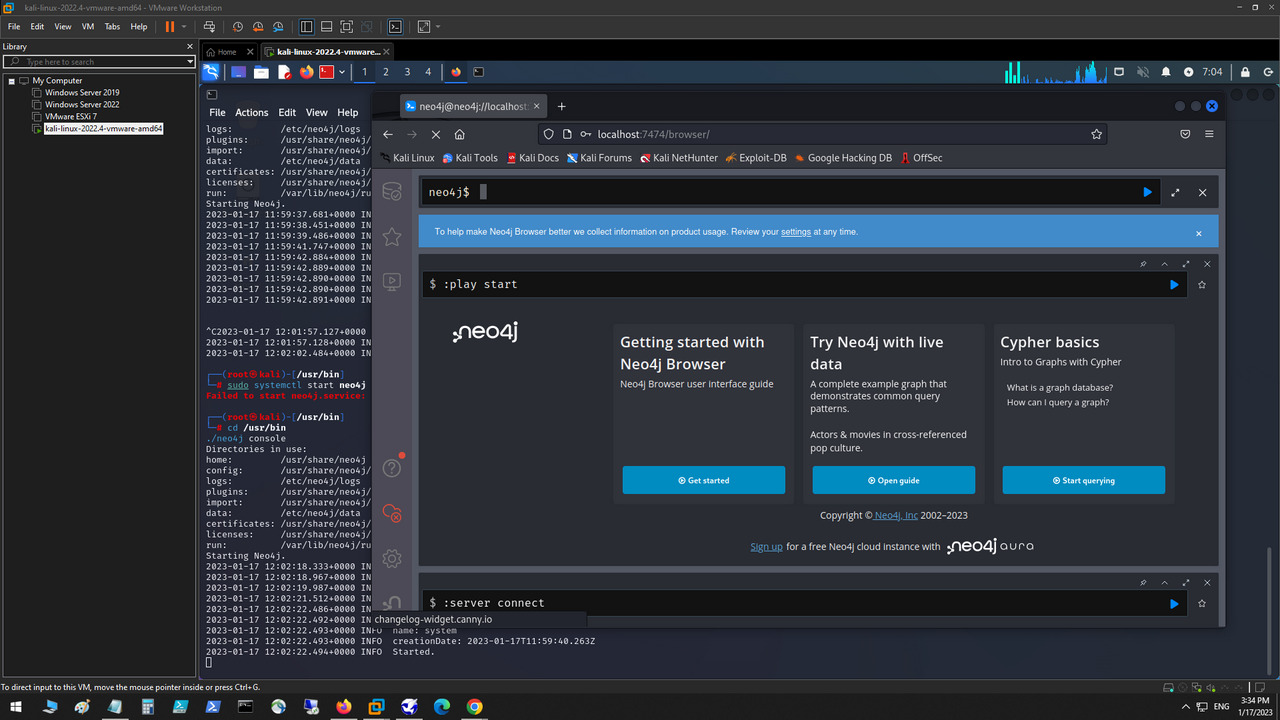 kali-linux-2022.4-vmware-amd64 - VMware Workstation
File Edit View VM Tabs Help
Library
Type here to search
My Computer
Windows Server 2019
Windows Server 2022
VMware ESXi 7
kali-linux-2022.4-vmware-amd64
Home
kali-linux-2022.4-vmware...
1 2 3 4
7:04
File Actions Edit View Help
logs: /etc/neo4j/logs
plugins: /usr/share/neo4j/
import: /usr/share/neo4j/
data: /etc/neo4j/data
certificates: /usr/share/neo4j/
licenses: /usr/share/neo4j/
run: /var/lib/neo4j/ru
Starting Neo4j.
2023-01-17 11:59:37.681+0000 IN
2023-01-17 11:59:38.451+0000 IN
2023-01-17 11:59:39.486+0000 IN
2023-01-17 11:59:41.747+0000 IN
2023-01-17 11:59:42.884+0000 IN
2023-01-17 11:59:42.889+0000 IN
2023-01-17 11:59:42.890+0000 IN
2023-01-17 11:59:42.890+0000 IN
2023-01-17 11:59:42.891+0000 IN
^C2023-01-17 12:01:57.127+0000
2023-01-17 12:01:57.128+0000 IN
2023-01-17 12:02:02.484+0000 IN
(root㉿kali)-[/usr/bin]
# sudo systemctl start neo4j
Failed to start neo4j.service:
(root㉿kali)-[/usr/bin]
# cd /usr/bin
./neo4j console
Directories in use:
home: /usr/share/neo4j
config: /usr/share/neo4j/
logs: /etc/neo4j/logs
plugins: /usr/share/neo4j/
import: /usr/share/neo4j/
data: /etc/neo4j/data
certificates: /usr/share/neo4j/
licenses: /usr/share/neo4j/
run: /var/lib/neo4j/ru
Starting Neo4j.
2023-01-17 12:02:18.333+0000 IN
2023-01-17 12:02:18.967+0000 IN
2023-01-17 12:02:19.987+0000 IN
2023-01-17 12:02:21.512+0000 IN
2023-01-17 12:02:22.486+0000 IN
2023-01-17 12:02:22.492+0000 IN
2023-01-17 12:02:22.493+0000 INFO name: system
2023-01-17 12:02:22.493+0000 INFO creationDate: 2023-01-17T11:59:40.263Z
2023-01-17 12:02:22.494+0000 INFO Started.
neo4j@neo4j://localhost:
localhost:7474/browser/
Kali Linux Kali Tools Kali Docs Kali Forums Kali NetHunter Exploit-DB Google Hacking DB OffSec
neo4j$
To help make Neo4j Browser better we collect information on product usage. Review your settings at any time.
$ :play start
neo4j
Getting started with
Neo4j Browser
Neo4j Browser user interface guide
Get started
Try Neo4j with live
data
A complete example graph that
demonstrates common query
patterns.
Actors & movies in cross-referenced
pop culture.
Open guide
Cypher basics
Intro to Graphs with Cypher
What is a graph database?
How can I query a graph?
Start querying
Copyright © Neo4j, Inc 2002–2023
Sign up for a free Neo4j cloud instance with neo4j aura
$ :server connect
changelog-widget.canny.io
To direct input to this VM, move the mouse pointer inside or press Ctrl+G.
ENG
3:34 PM
1/17/2023